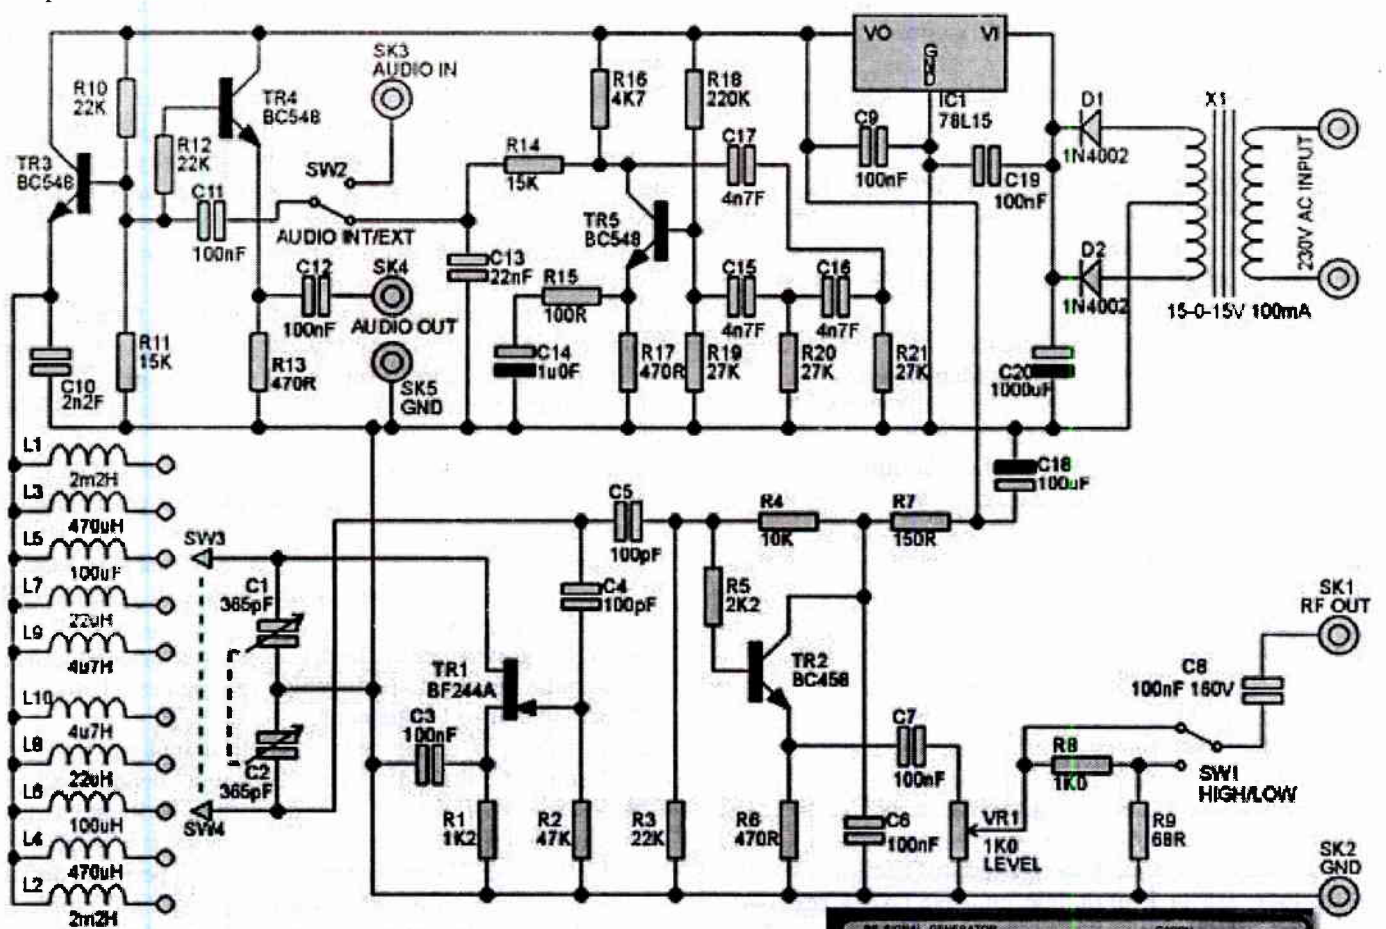 VO
VI
GND
IC1
78L15
SK3
AUDIO IN
R10
22K
TR4
BC548
R12
22K
TR3
BC548
C11
100nF
SW2
AUDIO INT/EXT
R14
15K
R16
4K7
R18
220K
C17
4n7F
C9
100nF
C19
100nF
D1
1N4002
X1
230V AC INPUT
D2
1N4002
15-0-15V 100mA
TR5
BC548
C13
22nF
C12
100nF
SK4
AUDIO OUT
R15
100R
C15
4n7F
C16
4n7F
C10
2n2F
R11
15K
R13
470R
SK5
GND
C14
1u0F
R17
470R
R19
27K
R20
27K
R21
27K
C20
1000uF
C18
100uF
L1
2m2H
L3
470uH
L5
100uF
L7
22uH
L9
4u7H
L10
4u7H
L8
22uH
L6
100uH
L4
470uH
L2
2m2H
SW3
C1
365pF
C2
365pF
SW4
C5
100pF
R4
10K
R7
150R
C4
100pF
R5
2K2
TR1
BF244A
TR2
BC458
C3
100nF
C7
100nF
SK1
RF OUT
C8
100nF 160V
R8
1K0
SW1
HIGH/LOW
R1
1K2
R2
47K
R3
22K
R6
470R
C6
100nF
VR1
1K0
LEVEL
R9
68R
SK2
GND
RF SIGNAL GENERATOR